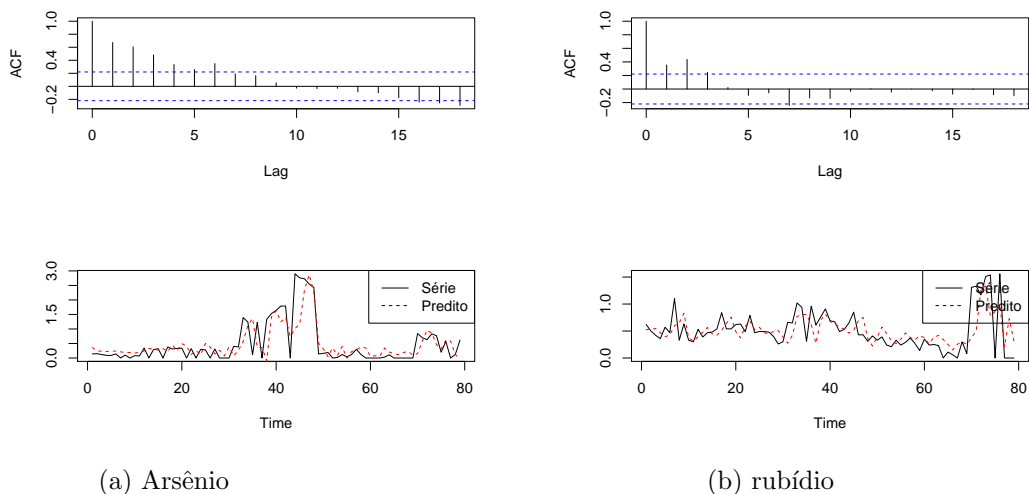 ACF
1.0
0.4
−0.2
0 5 10 15
Lag
ACF
1.0
0.4
−0.2
0 5 10 15
Lag
3.0
1.5
0.0
Série
Predito
0 20 40 60 80
Time
1.0
0.0
Série
Predito
0 20 40 60 80
Time
(a) Arsênio
(b) rubídio